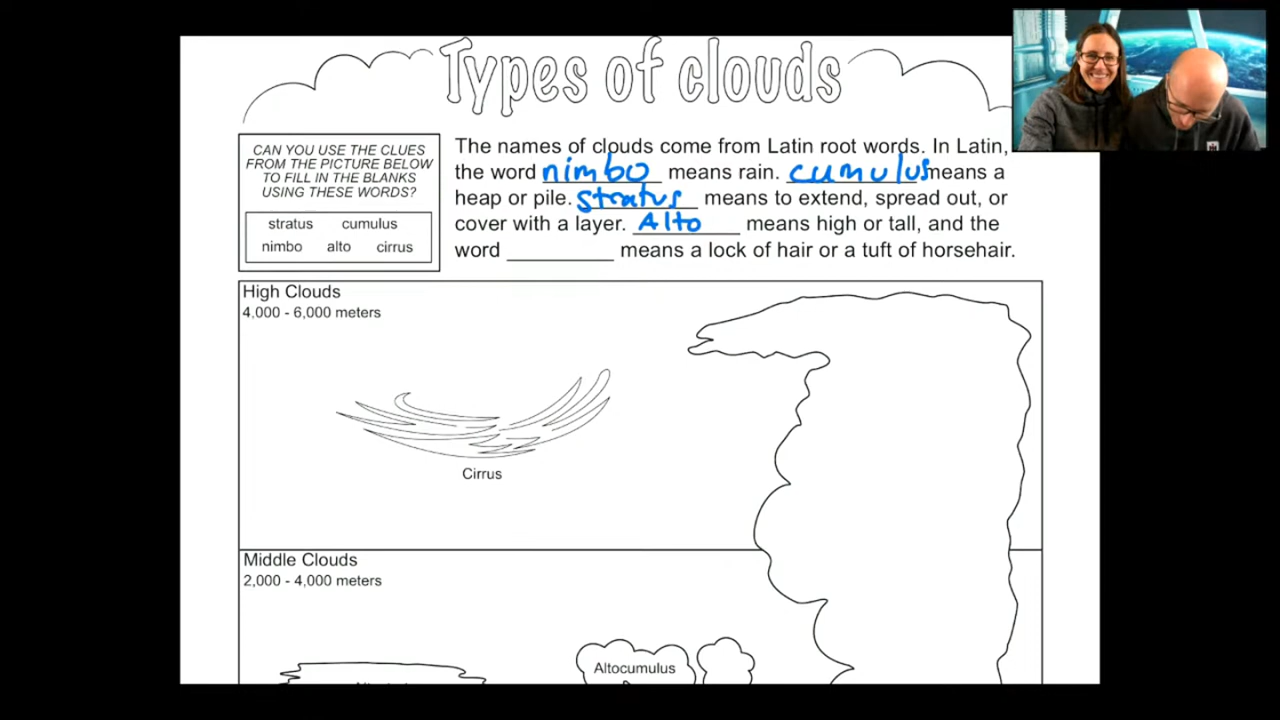 Types of clouds
CAN YOU USE THE CLUES
FROM THE PICTURE BELOW
TO FILL IN THE BLANKS
USING THESE WORDS?
stratus cumulus
nimbo alto cirrus
The names of clouds come from Latin root words. In Latin,
the word nimbo means rain. cumulus means a
heap or pile. stratus means to extend, spread out, or
cover with a layer. Alto means high or tall, and the
word __________ means a lock of hair or a tuft of horsehair.
High Clouds
4,000 - 6,000 meters
Cirrus
Middle Clouds
2,000 - 4,000 meters
Altocumulus